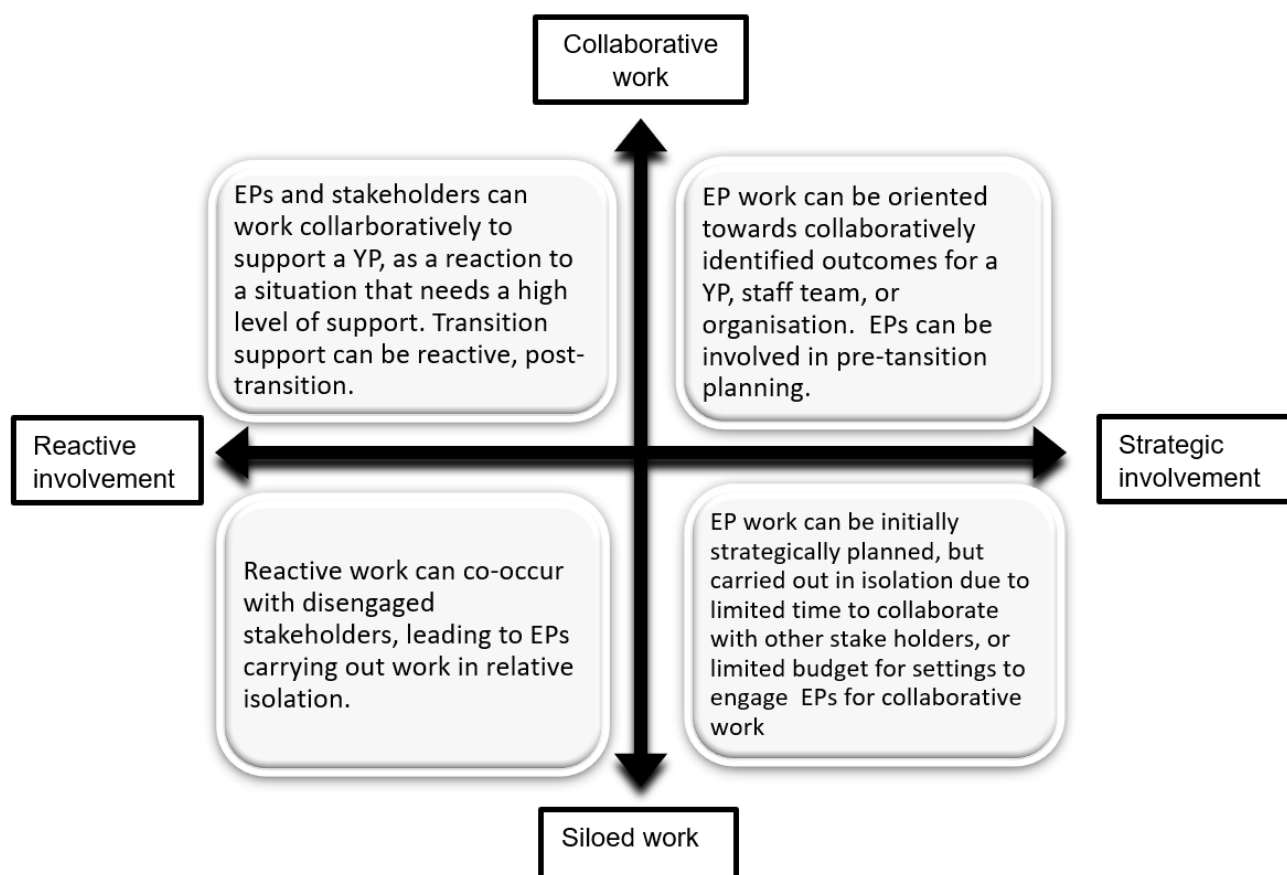 Collaborative
work
EPs and stakeholders can
work collarboratively to
support a YP, as a reaction to
a situation that needs a high
level of support. Transition
support can be reactive, post-
transition.
EP work can be oriented
towards collaboratively
identified outcomes for a
YP, staff team, or
organisation.  EPs can be
involved in pre-tansition
planning.
Reactive
involvement
Strategic
involvement
Reactive work can co-occur
with disengaged
stakeholders, leading to EPs
carrying out work in relative
isolation.
EP work can be initially
strategically planned, but
carried out in isolation due to
limited time to collaborate
with other stake holders, or
limited budget for settings to
engage  EPs for collaborative
work
Siloed work